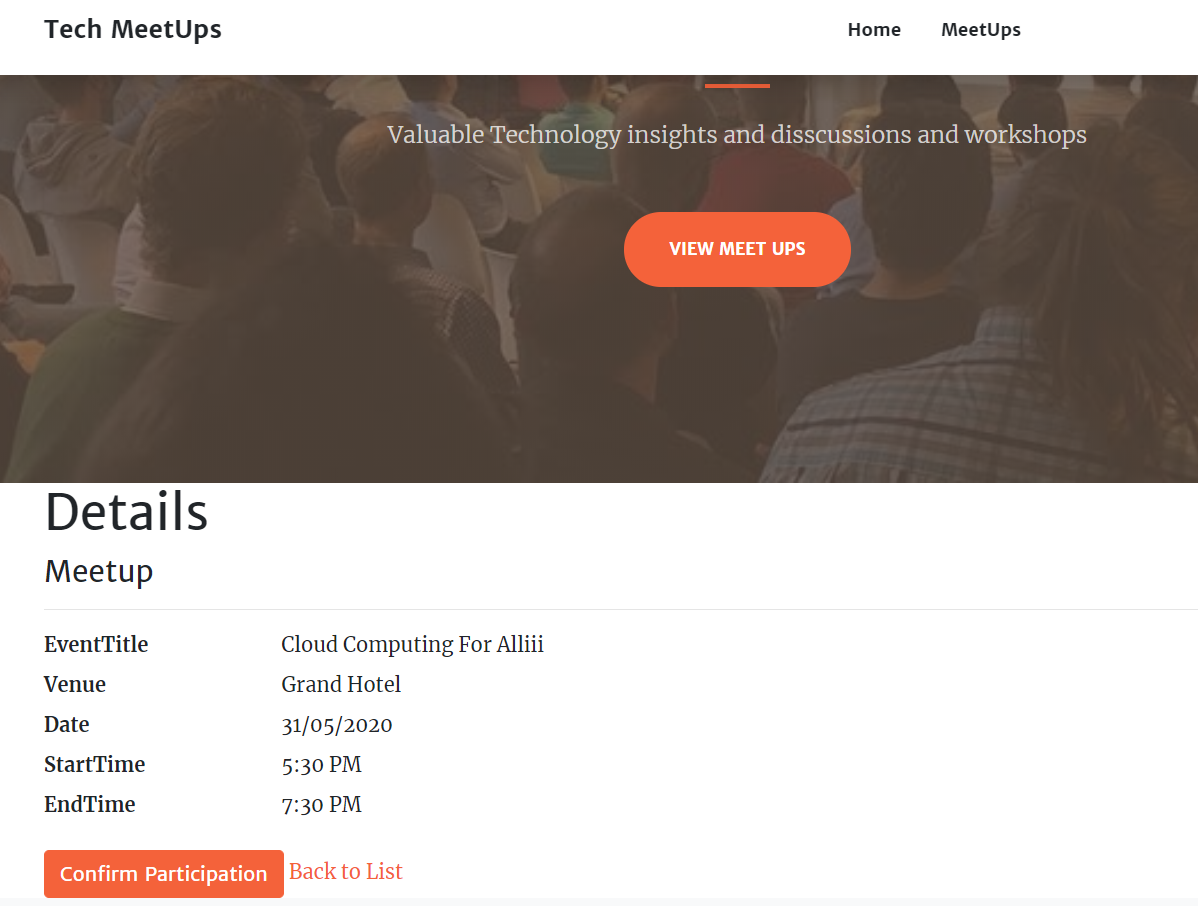 Tech MeetUps
Home MeetUps
Valuable Technology insights and disscussions and workshops
VIEW MEET UPS
Details
Meetup
EventTitle Cloud Computing For Alliii
Venue Grand Hotel
Date 31/05/2020
StartTime 5:30 PM
EndTime 7:30 PM
Confirm Participation Back to List